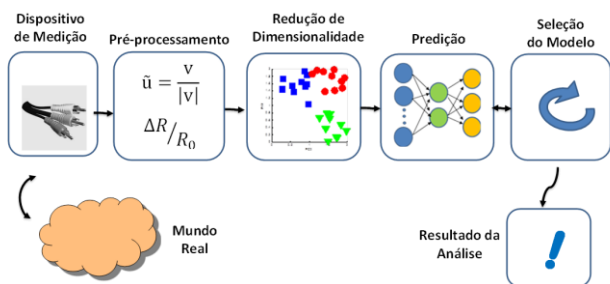 Dispositivo
de Medição
Pré-processamento
Redução de
Dimensionalidade
Predição
Seleção
do Modelo
ũ = v
|v|
ΔR/R₀
Mundo
Real
Resultado da
Análise
!